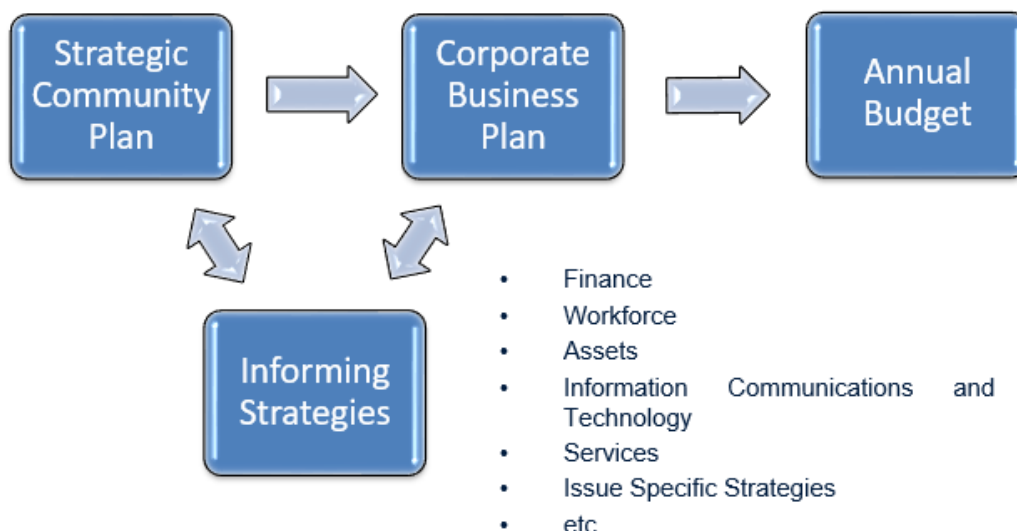 Strategic
Community
Plan
Corporate
Business
Plan
Annual
Budget
Informing
Strategies
• Finance
• Workforce
• Assets
• Information Communications and
Technology
• Services
• Issue Specific Strategies
• etc